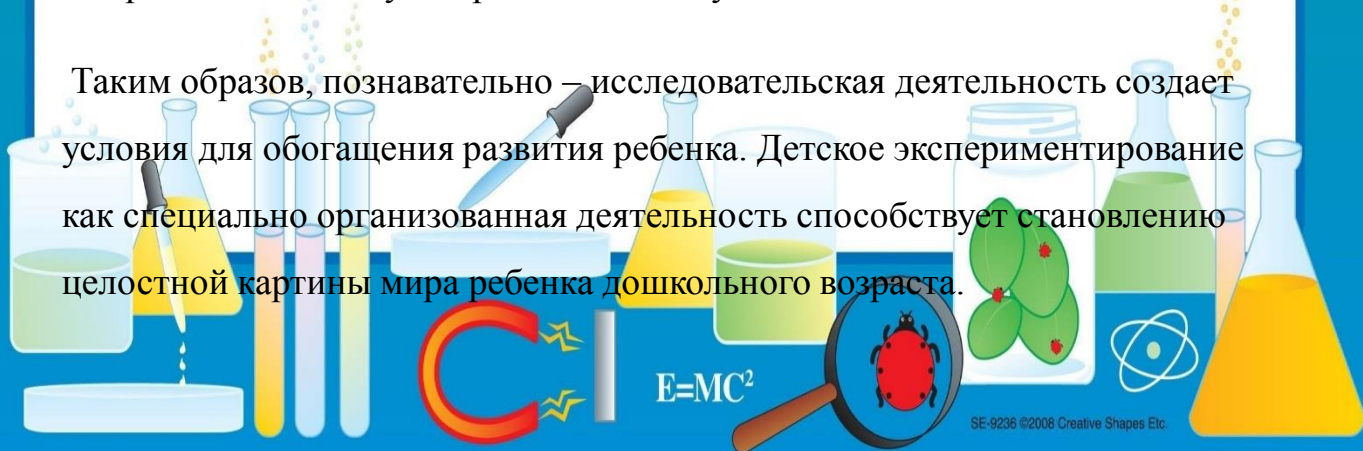 Таким образов, познавательно – исследовательская деятельность создает
условия для обогащения развития ребенка. Детское экспериментирование
как специально организованная деятельность способствует становлению
целостной картины мира ребенка дошкольного возраста.
E=MC²
SE-9236 ©2008 Creative Shapes Etc.